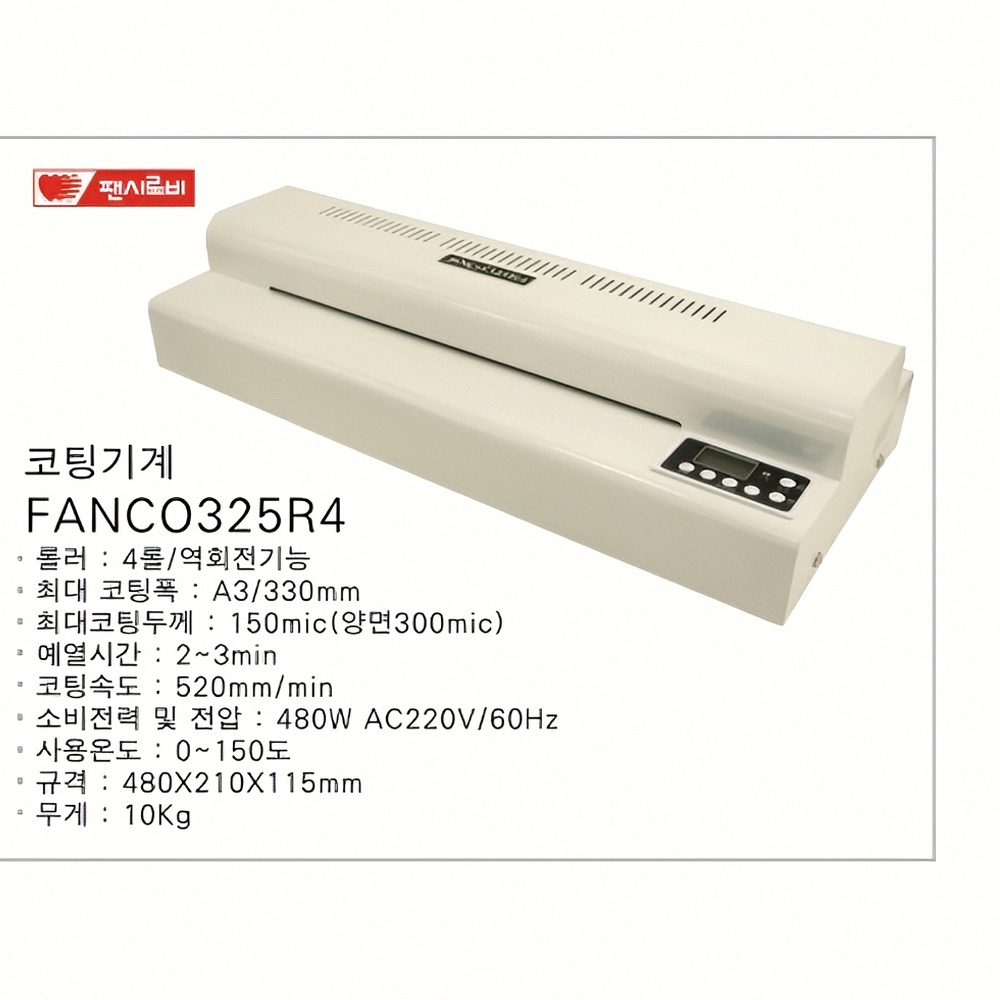 팬시로비
코팅기계
FANCO325R4
· 롤러 : 4롤/역회전기능
· 최대 코팅폭 : A3/330mm
· 최대코팅두께 : 150mic(양면300mic)
· 예열시간 : 2~3min
· 코팅속도 : 520mm/min
· 소비전력 및 전압 : 480W AC220V/60Hz
· 사용온도 : 0~150도
· 규격 : 480X210X115mm
· 무게 : 10Kg